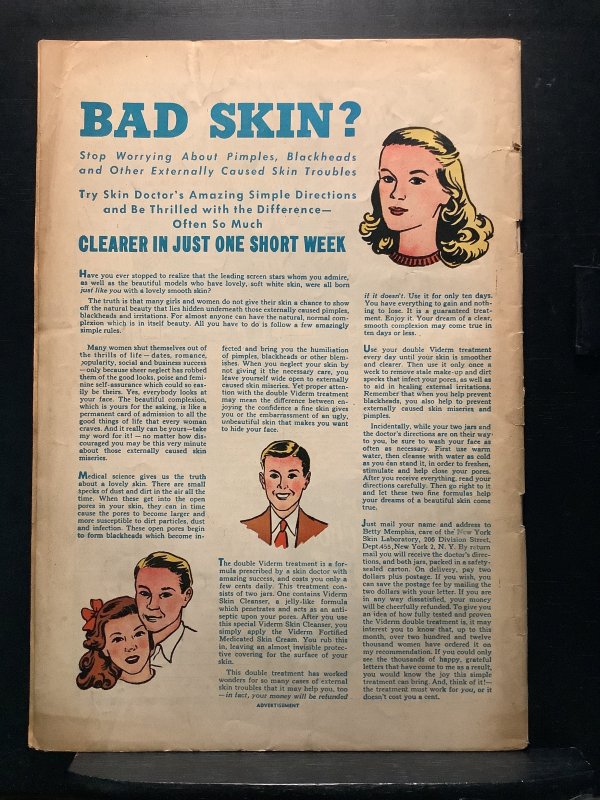 BAD SKIN?
Stop Worrying About Pimples, Blackheads
and Other Externally Caused Skin Troubles
Try Skin Doctor's Amazing Simple Directions
and Be Thrilled with the Difference—
Often So Much
CLEARER IN JUST ONE SHORT WEEK
Have you ever stopped to realize that the leading screen stars whom you admire,
as well as the beautiful models who have lovely, soft white skin, were all born
just like you with a lovely smooth skin?
The truth is that many girls and women do not give their skin a chance to show
off the natural beauty that lies hidden underneath those externally caused pimples,
blackheads and irritations. For almost anyone can have the natural, normal com-
plexion which is in itself beauty. All you have to do is follow a few amazingly
simple rules.
Many women shut themselves out of
the thrills of life — dates, romance,
popularity, social and business success
—only because sheer neglect has robbed
them of the good looks, poise and femi-
nine self-assurance which could so eas-
ily be theirs. Yes, everybody looks at
your face. The beautiful complexion,
which is yours for the asking, is like a
permanent card of admission to all the
good things of life that every woman
craves. And it really can be yours—take
my word for it! — no matter how dis-
couraged you may be this very minute
about those externally caused skin
miseries.
Medical science gives us the truth
about a lovely skin. There are small
specks of dust and dirt in the air all the
time. When these get into the open
pores in your skin, they can in time
cause the pores to become larger and
more susceptible to dirt particles, dust
and infection. These open pores begin
to form blackheads which become in-
fected and bring you the humiliation
of pimples, blackheads or other blem-
ishes. When you neglect your skin by
not giving it the necessary care, you
leave yourself wide open to externally
caused skin miseries. Yet proper atten-
tion with the double Viderm treatment
may mean the difference between en-
joying the confidence a fine skin gives
you or the embarrassment of an ugly,
unbeautiful skin that makes you want
to hide your face.
The double Viderm treatment is a for-
mula prescribed by a skin doctor with
amazing success, and costs you only a
few cents daily. This treatment con-
sists of two jars. One contains Viderm
Skin Cleanser, a jelly-like formula
which penetrates and acts as an anti-
septic upon your pores. After you use
this special Viderm Skin Cleanser, you
simply apply the Viderm Fortified
Medicated Skin Cream. You rub this
in, leaving an almost invisible protec-
tive covering for the surface of your
skin.
This double treatment has worked
wonders for so many cases of external
skin troubles that it may help you, too
—in fact, your money will be refunded
if it doesn't. Use it for only ten days.
You have everything to gain and noth-
ing to lose. It is a guaranteed treat-
ment. Enjoy it. Your dream of a clear,
smooth complexion may come true in
ten days or less.
Use your double Viderm treatment
every day until your skin is smoother
and clearer. Then use it only once a
week to remove stale make-up and dirt
specks that infect your pores, as well as
to aid in healing external irritations.
Remember that when you help prevent
blackheads, you also help to prevent
externally caused skin miseries and
pimples.
Incidentally, while your two jars and
the doctor's directions are on their way
to you, be sure to wash your face as
often as necessary. First use warm
water, then cleanse with water as cold
as you can stand it, in order to freshen,
stimulate and help close your pores.
After you receive everything, read your
directions carefully. Then go right to it
and let these two fine formulas help
your dreams of a beautiful skin come
true.
Just mail your name and address to
Betty Memphis, care of the New York
Skin Laboratory, 206 Division Street,
Dept.455, New York 2, N. Y. By return
mail you will receive the doctor's direc-
tions, and both jars, packed in a safety-
sealed carton. On delivery, pay two
dollars plus postage. If you wish, you
can save the postage fee by mailing the
two dollars with your letter. If you are
in any way dissatisfied, your money
will be cheerfully refunded. To give you
an idea of how fully tested and proven
the Viderm double treatment is, it may
interest you to know that, up to this
month, over two hundred and twelve
thousand women have ordered it on
my recommendation. If you could only
see the thousands of happy, grateful
letters that have come to me as a result,
you would know the joy this simple
treatment can bring. And, think of it!—
the treatment must work for you, or it
doesn't cost you a cent.
ADVERTISEMENT